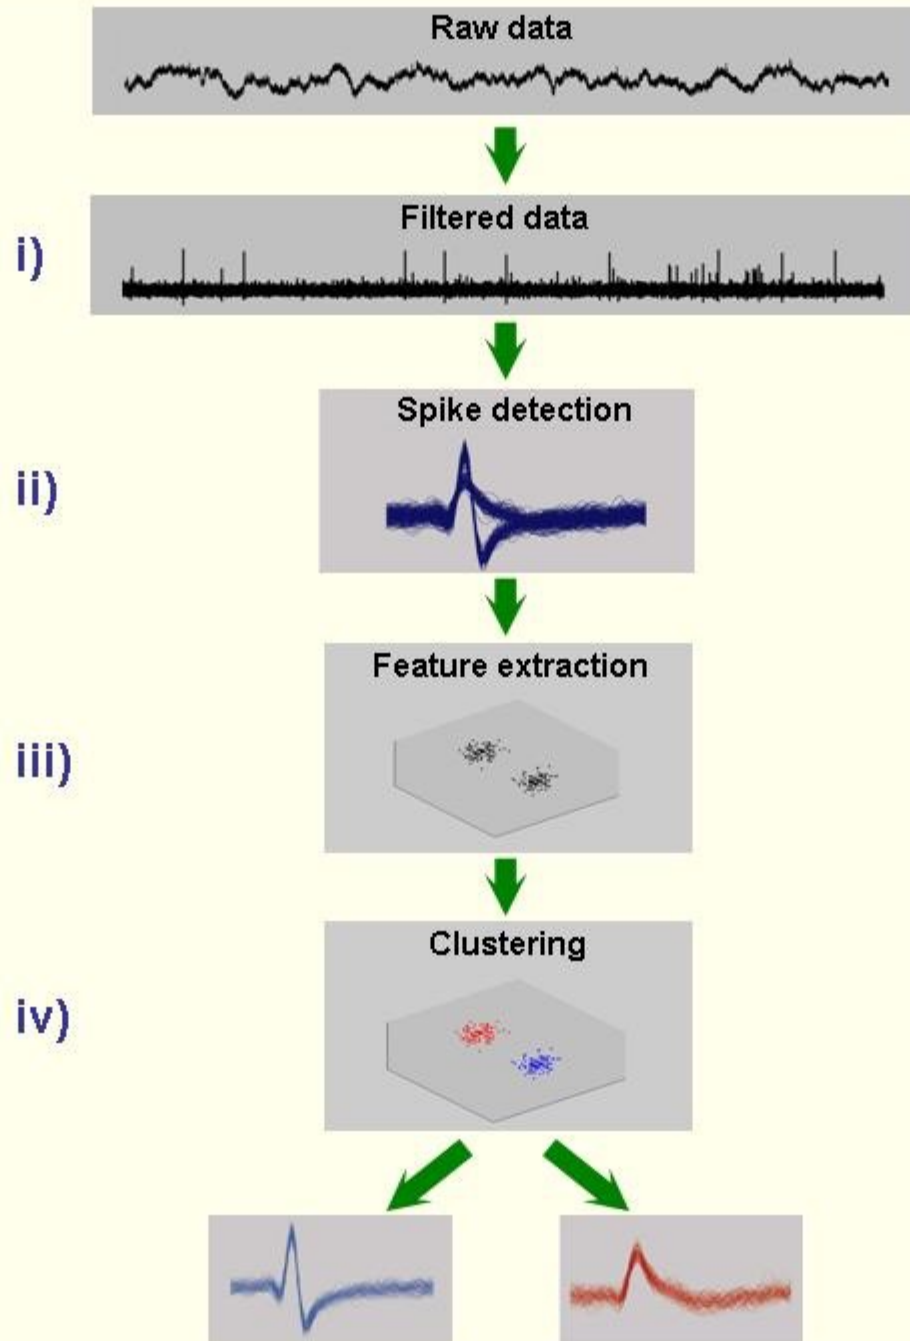 Raw data
i)
Filtered data
Spike detection
ii)
Feature extraction
iii)
Clustering
iv)